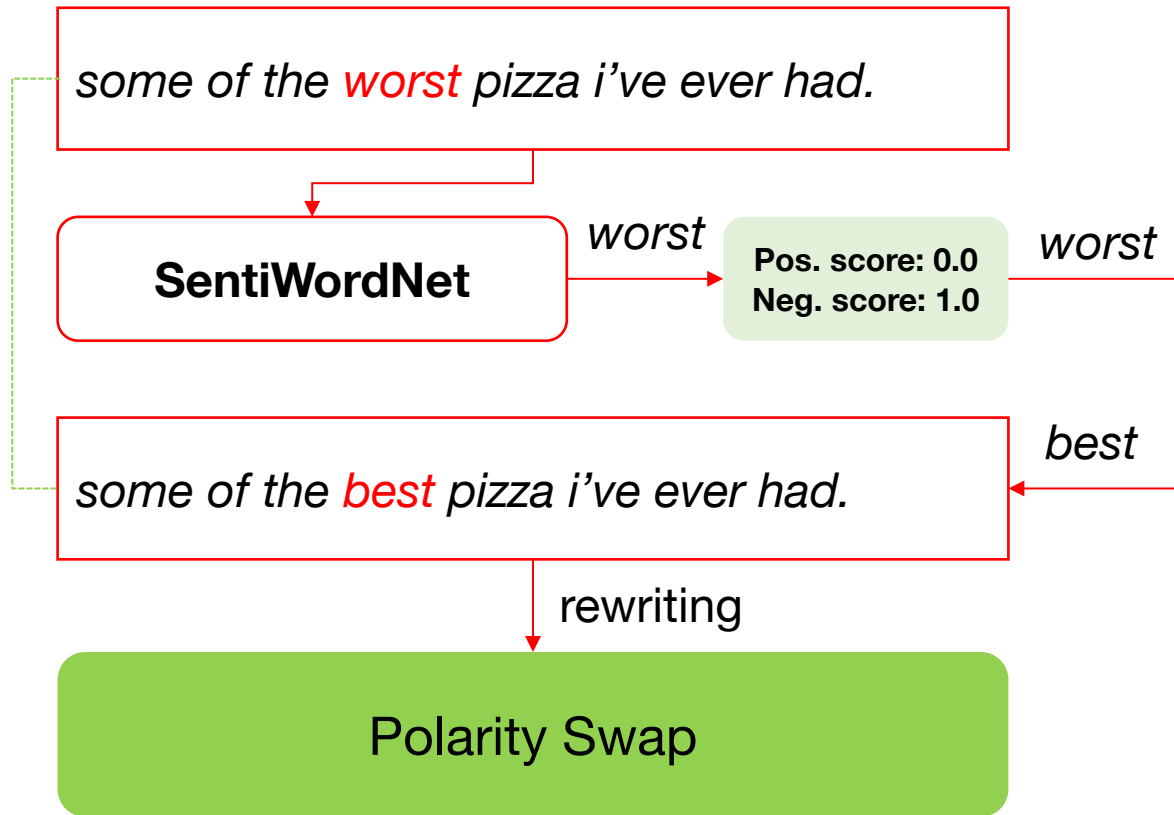 some of the worst pizza i've ever had.
SentiWordNet
worst
Pos. score: 0.0
Neg. score: 1.0
worst
best
some of the best pizza i've ever had.
rewriting
Polarity Swap